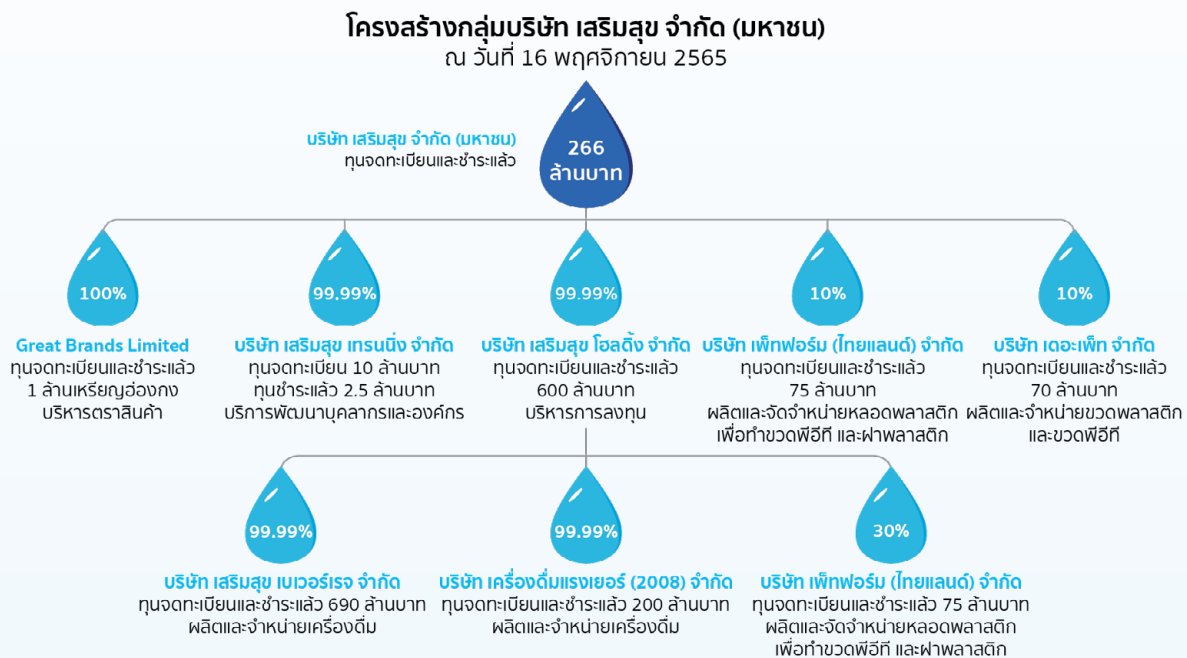 โครงสร้างกลุ่มบริษัท เสริมสุข จำกัด (มหาชน)
ณ วันที่ 16 พฤศจิกายน 2565
บริษัท เสริมสุข จำกัด (มหาชน)
ทุนจดทะเบียนและชำระแล้ว
266
ล้านบาท
100%
Great Brands Limited
ทุนจดทะเบียนและชำระแล้ว
1 ล้านเหรียญฮ่องกง
บริหารตราสินค้า
99.99%
บริษัท เสริมสุข เทรนนิ่ง จำกัด
ทุนจดทะเบียน 10 ล้านบาท
ทุนชำระแล้ว 2.5 ล้านบาท
บริการพัฒนาบุคลากรและองค์กร
99.99%
บริษัท เสริมสุข โฮลดิ้ง จำกัด
ทุนจดทะเบียนและชำระแล้ว
600 ล้านบาท
บริหารการลงทุน
10%
บริษัท เพ็ทฟอร์ม (ไทยแลนด์) จำกัด
ทุนจดทะเบียนและชำระแล้ว
75 ล้านบาท
ผลิตและจัดจำหน่ายหลอดพลาสติก
เพื่อทำขวดพีอีที และฝาพลาสติก
10%
บริษัท เดอะเพ็ท จำกัด
ทุนจดทะเบียนและชำระแล้ว
70 ล้านบาท
ผลิตและจำหน่ายขวดพลาสติก
และขวดพีอีที
99.99%
บริษัท เสริมสุข เบเวอร์เรจ จำกัด
ทุนจดทะเบียนและชำระแล้ว 690 ล้านบาท
ผลิตและจำหน่ายเครื่องดื่ม
99.99%
บริษัท เครื่องดื่มแรงเยอร์ (2008) จำกัด
ทุนจดทะเบียนและชำระแล้ว 200 ล้านบาท
ผลิตและจำหน่ายเครื่องดื่ม
30%
บริษัท เพ็ทฟอร์ม (ไทยแลนด์) จำกัด
ทุนจดทะเบียนและชำระแล้ว 75 ล้านบาท
ผลิตและจัดจำหน่ายหลอดพลาสติก
เพื่อทำขวดพีอีที และฝาพลาสติก